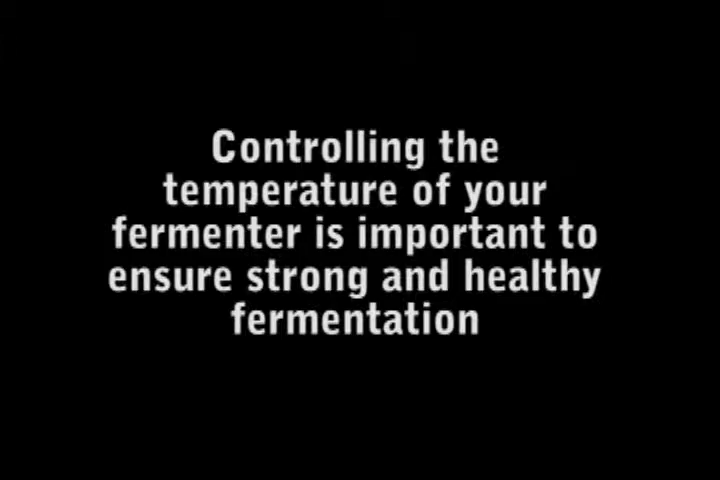 Controlling the
temperature of your
fermenter is important to
ensure strong and healthy
fermentation